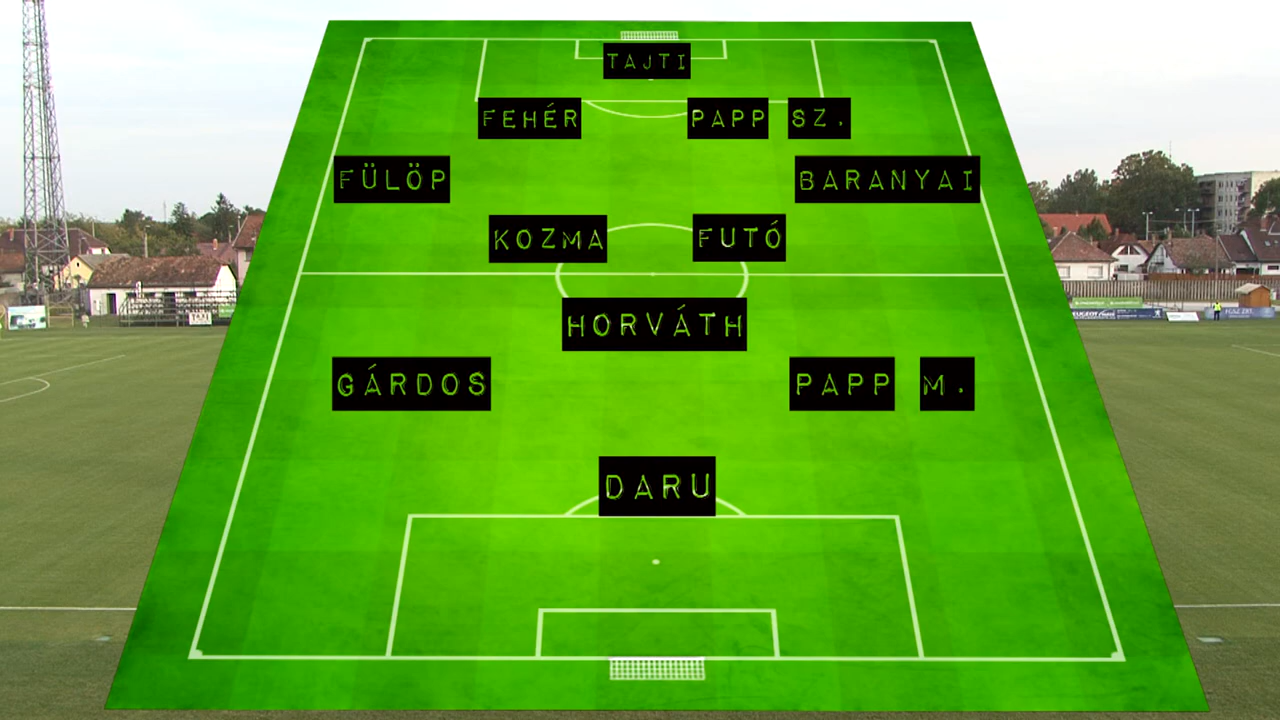 TAJTI
FEHÉR
PAPP SZ.
FÜLÖP
BARANYAI
KOZMA
FUTÓ
HORVÁTH
GÁRDOS
PAPP M.
DARU